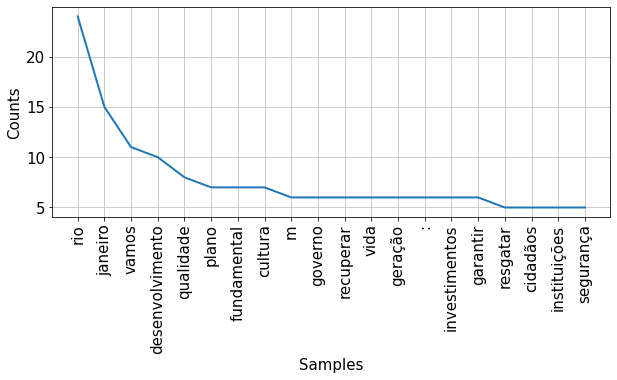 Counts
20
15
10
5
rio
janeiro
vamos
desenvolvimento
qualidade
plano
fundamental
cultura
m
governo
recuperar
vida
geração
:
investimentos
garantir
resgatar
cidadãos
instituições
segurança
Samples